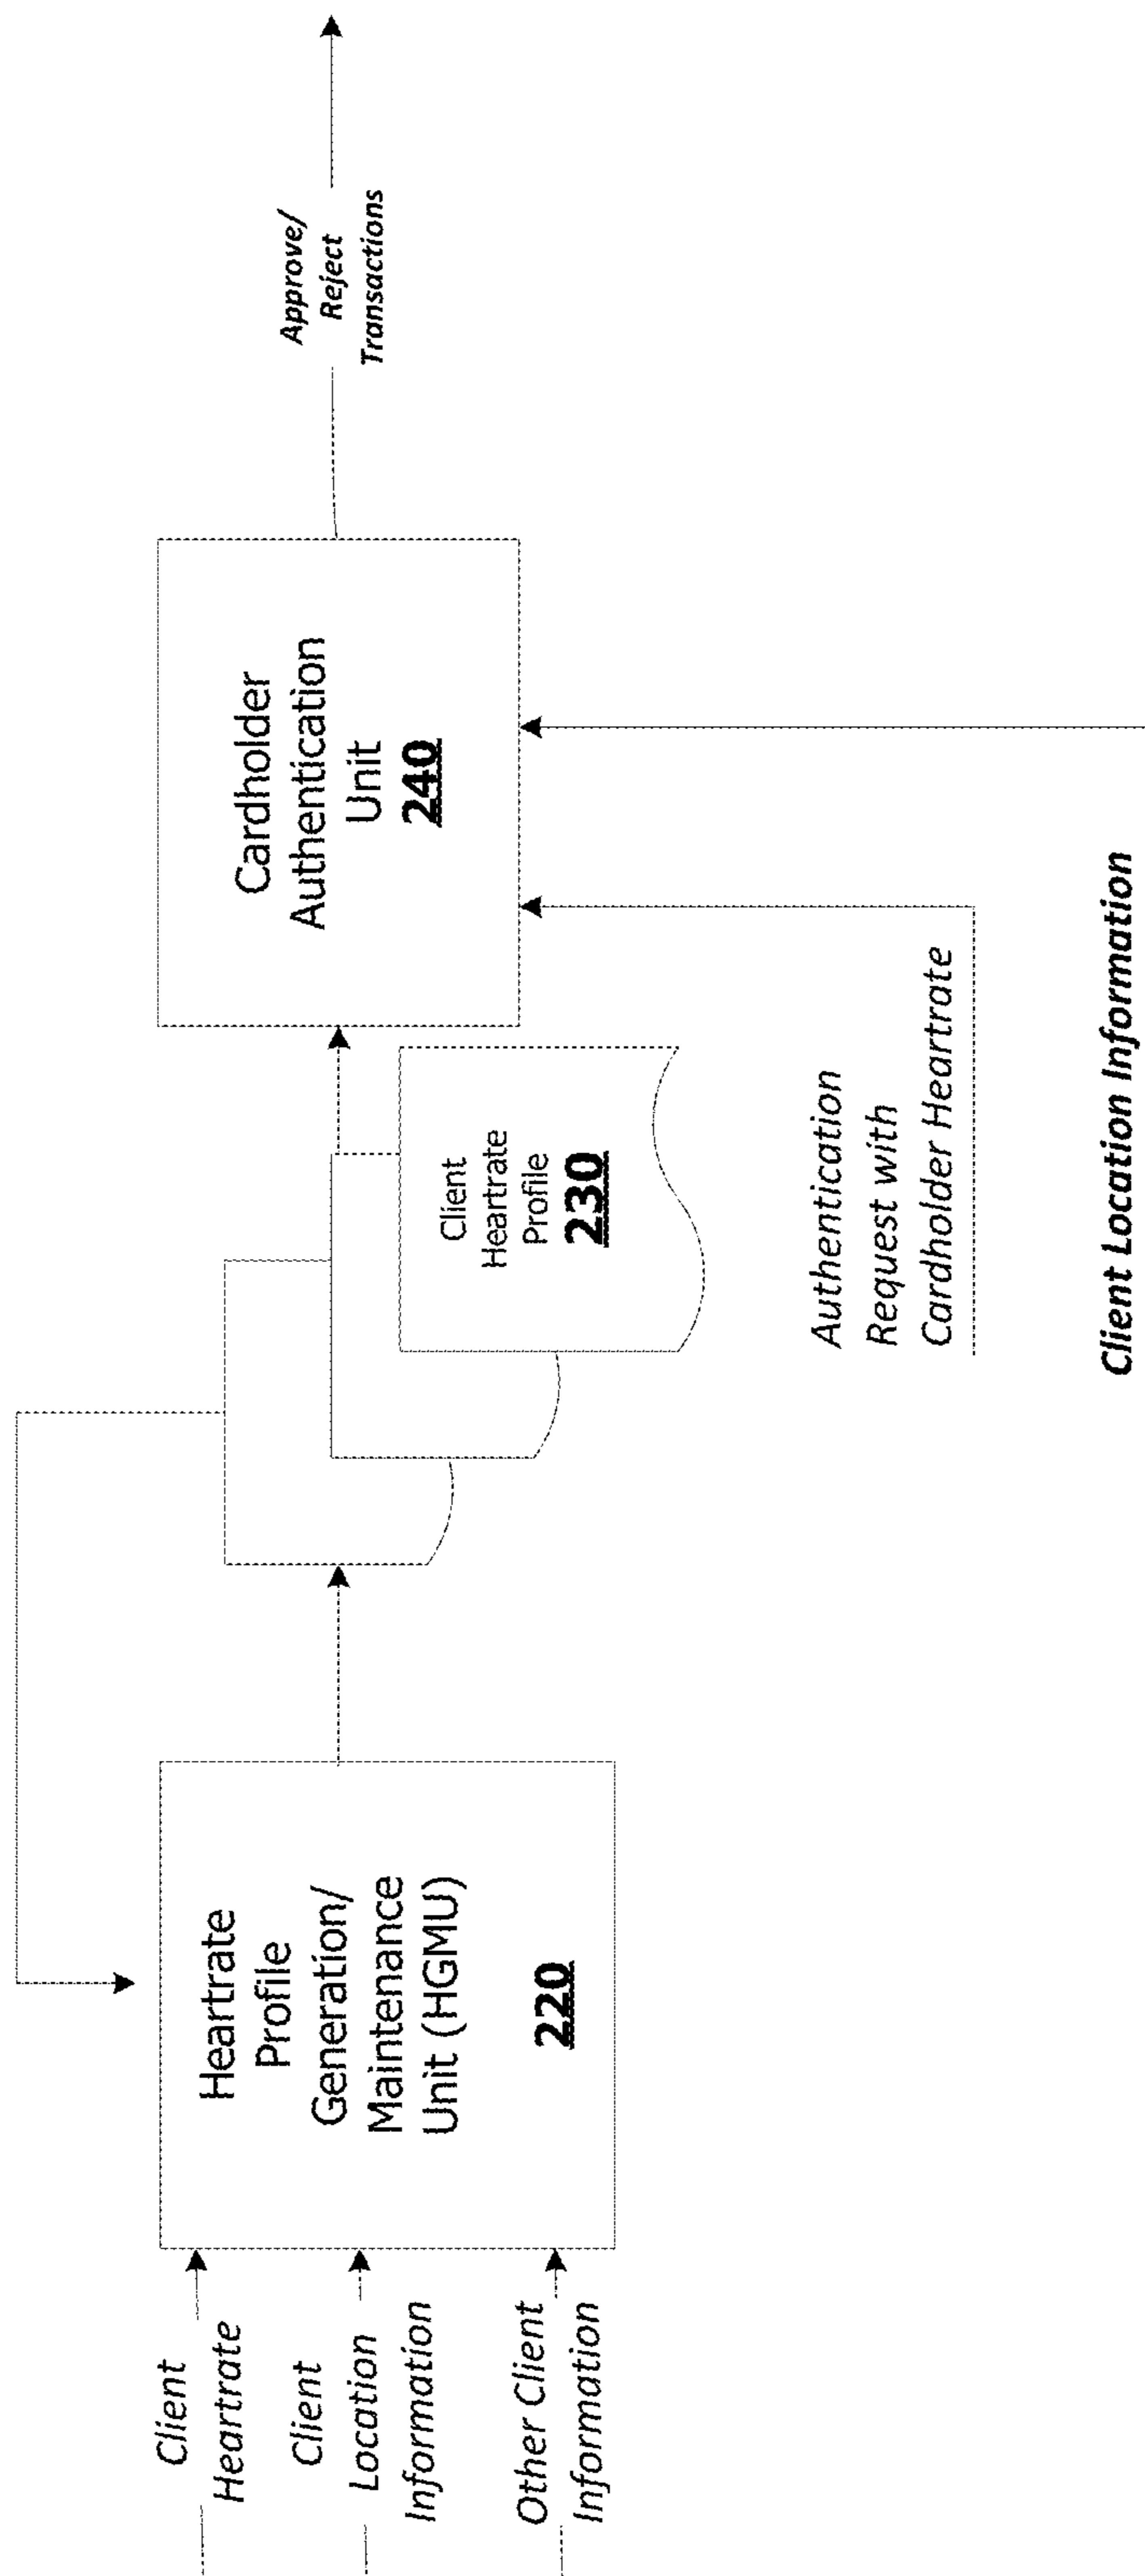 Client
Heartrate
Client
Location
Information
Other Client
Information
Heartrate
Profile
Generation/
Maintenance
Unit (HGMU)
220
Client
Heartrate
Profile
230
Authentication
Request with
Cardholder Heartrate
Client Location Information
Cardholder
Authentication
Unit
240
Approve/
Reject
Transactions